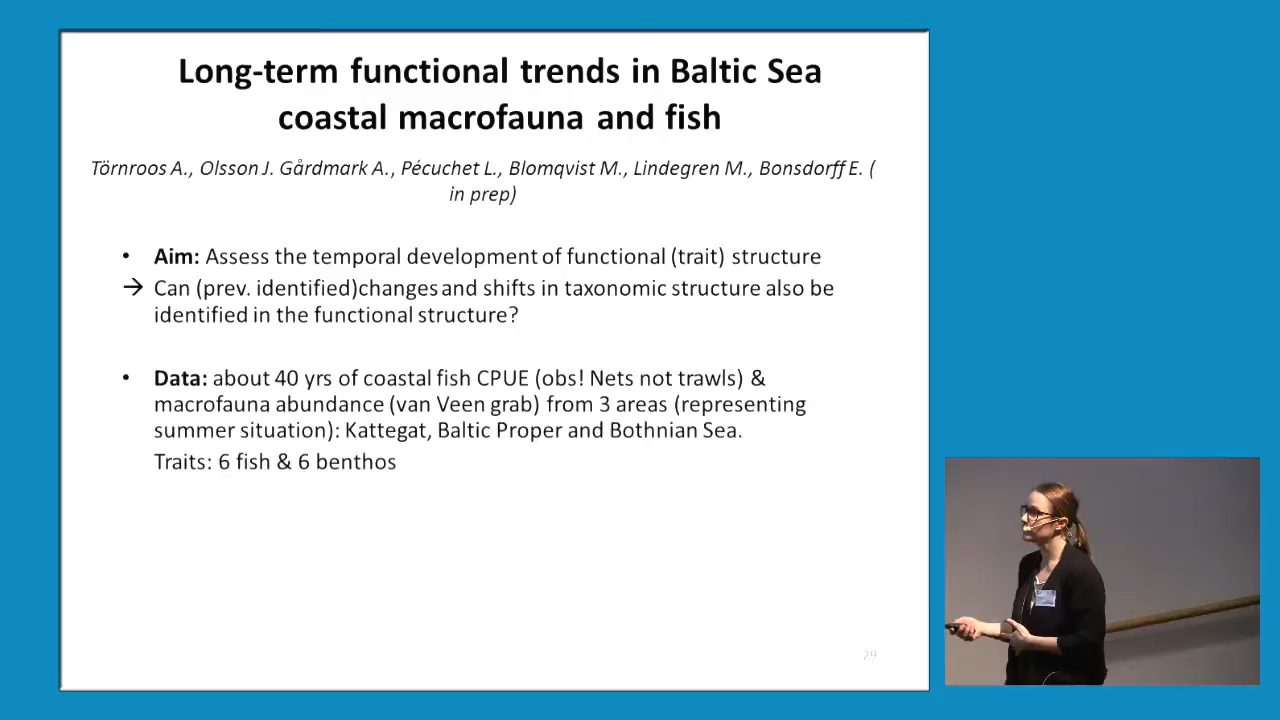 Long-term functional trends in Baltic Sea
coastal macrofauna and fish
Törnroos A., Olsson J. Gårdmark A., Pécuchet L., Blomqvist M., Lindegren M., Bonsdorff E. (
in prep)
• Aim: Assess the temporal development of functional (trait) structure
→ Can (prev. identified)changes and shifts in taxonomic structure also be
identified in the functional structure?
• Data: about 40 yrs of coastal fish CPUE (obs! Nets not trawls) &
macrofauna abundance (van Veen grab) from 3 areas (representing
summer situation): Kattegat, Baltic Proper and Bothnian Sea.
Traits: 6 fish & 6 benthos
29